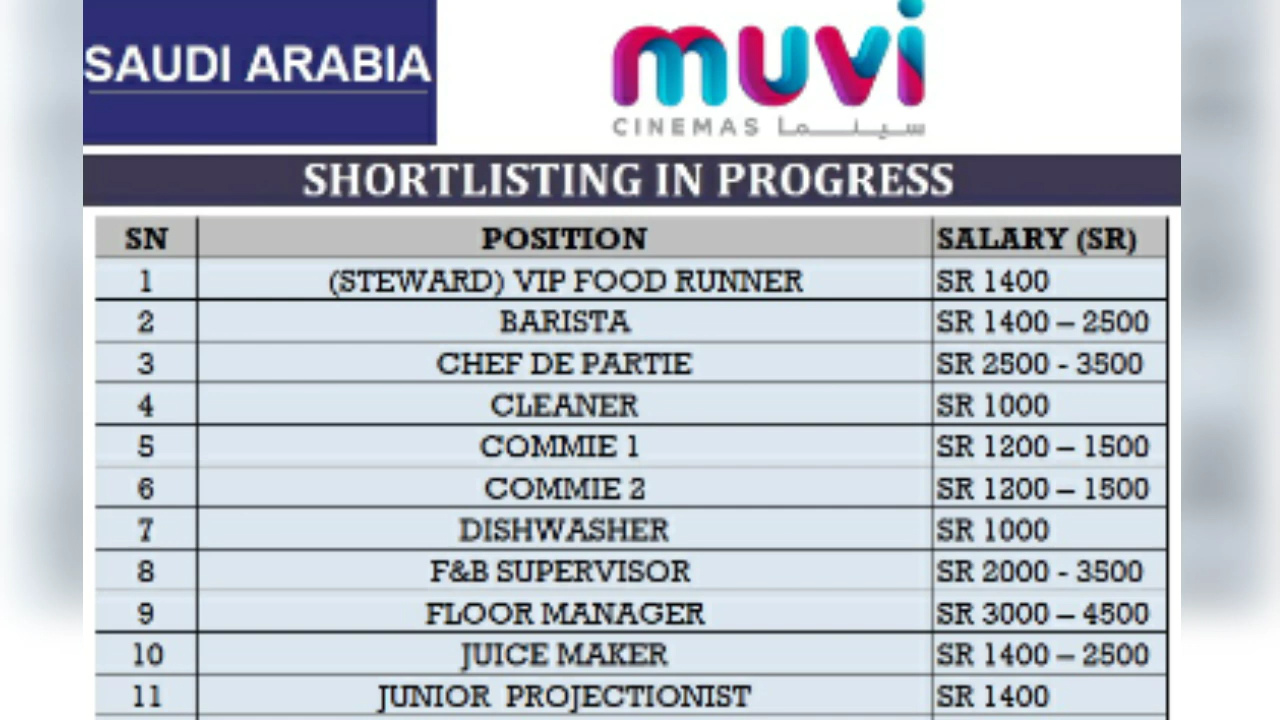 SAUDI ARABIA
muvi
CINEMAS سينما
SHORTLISTING IN PROGRESS
SN POSITION SALARY (SR)
1 (STEWARD) VIP FOOD RUNNER SR 1400
2 BARISTA SR 1400 – 2500
3 CHEF DE PARTIE SR 2500 - 3500
4 CLEANER SR 1000
5 COMMIE 1 SR 1200 – 1500
6 COMMIE 2 SR 1200 – 1500
7 DISHWASHER SR 1000
8 F&B SUPERVISOR SR 2000 - 3500
9 FLOOR MANAGER SR 3000 – 4500
10 JUICE MAKER SR 1400 – 2500
11 JUNIOR PROJECTIONIST SR 1400